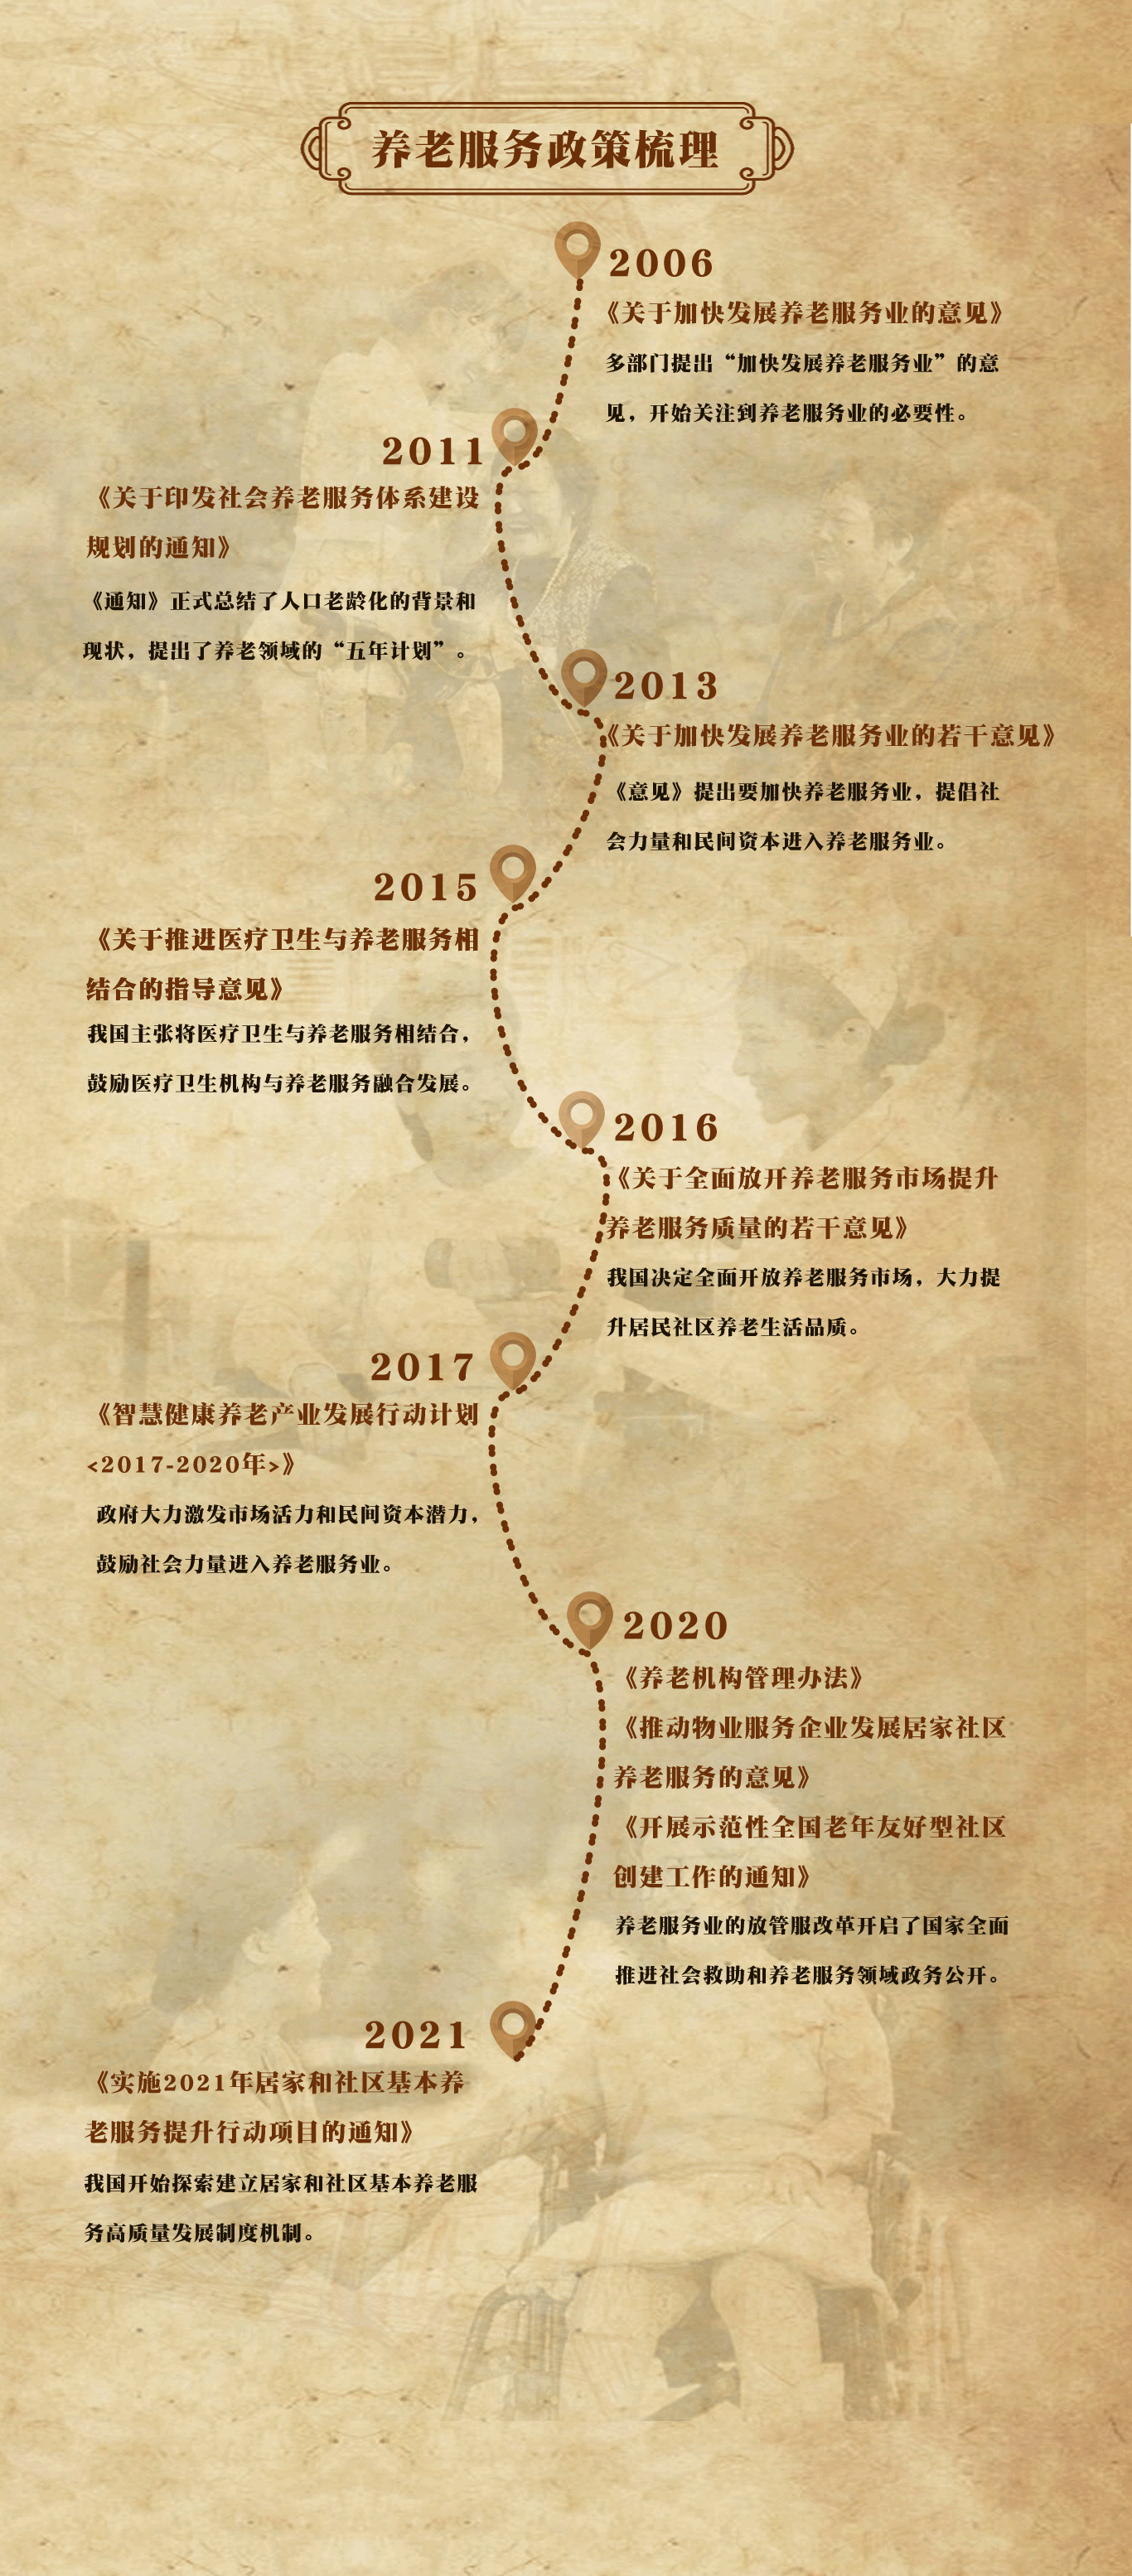 养老服务政策梳理
2006
《关于加快发展养老服务业的意见》
多部门提出“加快发展养老服务业”的意
见，开始关注到养老服务业的必要性。
2011
《关于印发社会养老服务体系建设
规划的通知》
《通知》正式总结了人口老龄化的背景和
现状，提出了养老领域的“五年计划”。
2013
《关于加快发展养老服务业的若干意见》
《意见》提出要加快养老服务业，提倡社
会力量和民间资本进入养老服务业。
2015
《关于推进医疗卫生与养老服务相
结合的指导意见》
我国主张将医疗卫生与养老服务相结合，
鼓励医疗卫生机构与养老服务融合发展。
2016
《关于全面放开养老服务市场提升
养老服务质量的若干意见》
我国决定全面开放养老服务市场，大力提
升居民社区养老生活品质。
2017
《智慧健康养老产业发展行动计划
<2017-2020年>》
政府大力激发市场活力和民间资本潜力，
鼓励社会力量进入养老服务业。
2020
《养老机构管理办法》
《推动物业服务企业发展居家社区
养老服务的意见》
《开展示范性全国老年友好型社区
创建工作的通知》
养老服务业的放管服改革开启了国家全面
推进社会救助和养老服务领域政务公开。
2021
《实施2021年居家和社区基本养
老服务提升行动项目的通知》
我国开始探索建立居家和社区基本养老服
务高质量发展制度机制。